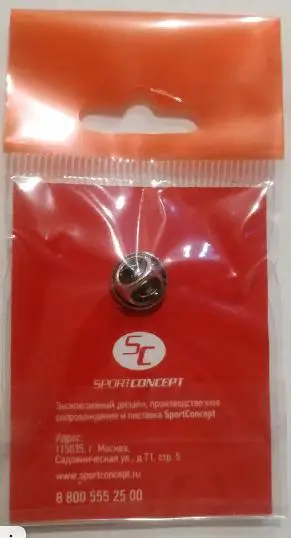 SC
SPORTCONCEPT
Эксклюзивный дизайн, производственное
сопровождение и поставка SportConcept
Адрес:
115035, г. Москва,
Садовническая ул., д 71, стр. 5
www.sportconcept.ru
8 800 555 25 00